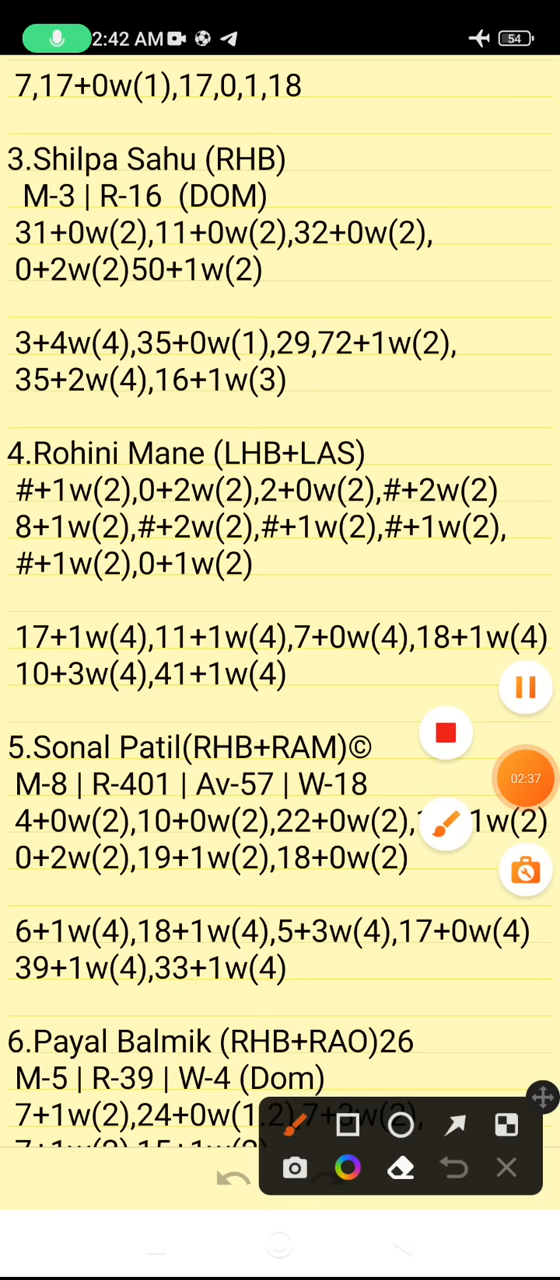 2:42 AM
54
7,17+0w(1),17,0,1,18
3.Shilpa Sahu (RHB)
M-3 | R-16 (DOM)
31+0w(2),11+0w(2),32+0w(2),
0+2w(2)50+1w(2)
3+4w(4),35+0w(1),29,72+1w(2),
35+2w(4),16+1w(3)
4.Rohini Mane (LHB+LAS)
#+1w(2),0+2w(2),2+0w(2),#+2w(2)
8+1w(2),#+2w(2),#+1w(2),#+1w(2),
#+1w(2),0+1w(2)
17+1w(4),11+1w(4),7+0w(4),18+1w(4)
10+3w(4),41+1w(4)
5.Sonal Patil(RHB+RAM)©
M-8 | R-401 | Av-57 | W-18
02:37
4+0w(2),10+0w(2),22+0w(2), 1w(2)
0+2w(2),19+1w(2),18+0w(2)
6+1w(4),18+1w(4),5+3w(4),17+0w(4)
39+1w(4),33+1w(4)
6.Payal Balmik (RHB+RAO)26
M-5 | R-39 | W-4 (Dom)
7+1w(2),24+0w(1.2),7+3w(2),